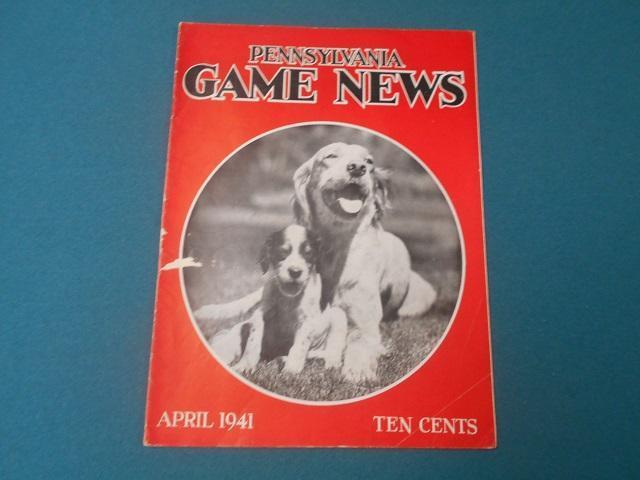 PENNSYLVANIA
GAME NEWS
APRIL 1941
TEN CENTS